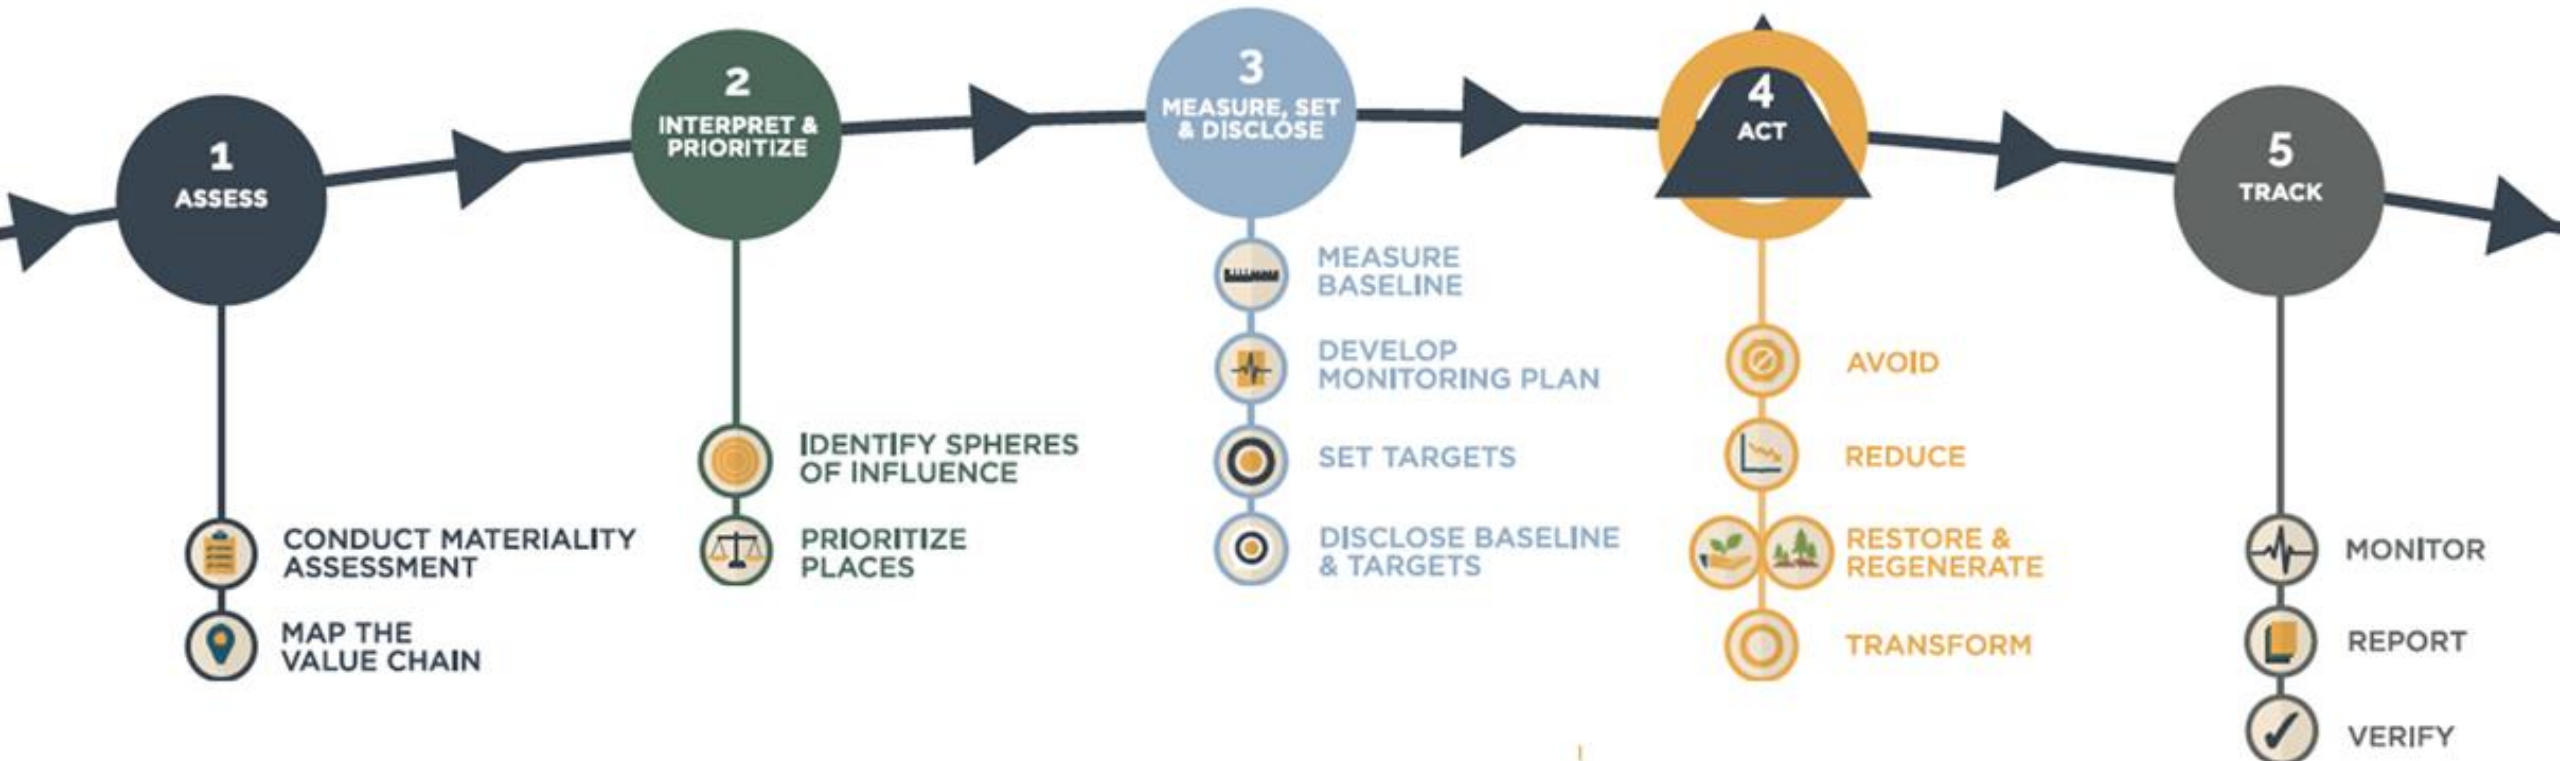 1
ASSESS
CONDUCT MATERIALITY
ASSESSMENT
MAP THE
VALUE CHAIN
2
INTERPRET &
PRIORITIZE
IDENTIFY SPHERES
OF INFLUENCE
PRIORITIZE
PLACES
3
MEASURE, SET
& DISCLOSE
MEASURE
BASELINE
DEVELOP
MONITORING PLAN
SET TARGETS
DISCLOSE BASELINE
& TARGETS
4
ACT
AVOID
REDUCE
RESTORE &
REGENERATE
TRANSFORM
5
TRACK
MONITOR
REPORT
VERIFY